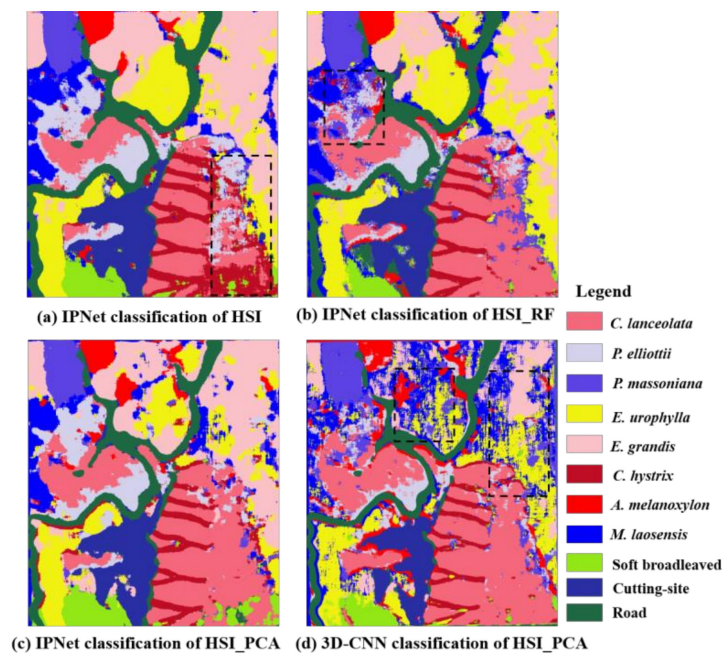 (a) IPNet classification of HSI
(b) IPNet classification of HSI_RF
Legend
C. lanceolata
P. elliottii
P. massoniana
E. urophylla
E. grandis
C. hystrix
A. melanoxylon
M. laosensis
Soft broadleaved
Cutting-site
Road
(c) IPNet classification of HSI_PCA
(d) 3D-CNN classification of HSI_PCA